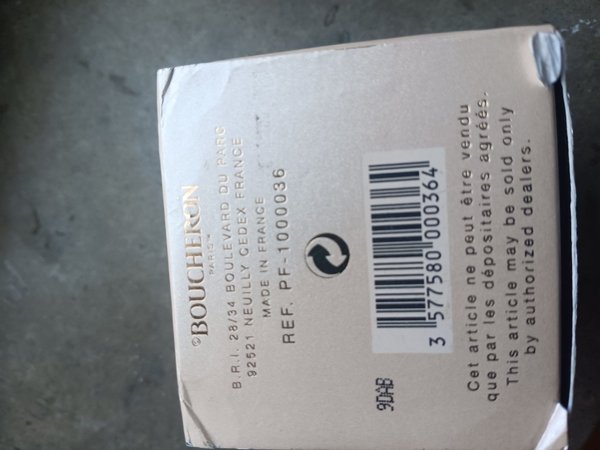 ©BOUCHERON
PARIS™
B.R.I. 28/34 BOULEVARD DU PARC
92521 NEUILLY CEDEX FRANCE
MADE IN FRANCE
REF. PF-1000036
3 577580 000364
9DAB
Cet article ne peut être vendu
que par les dépositaires agréés.
This article may be sold only
by authorized dealers.